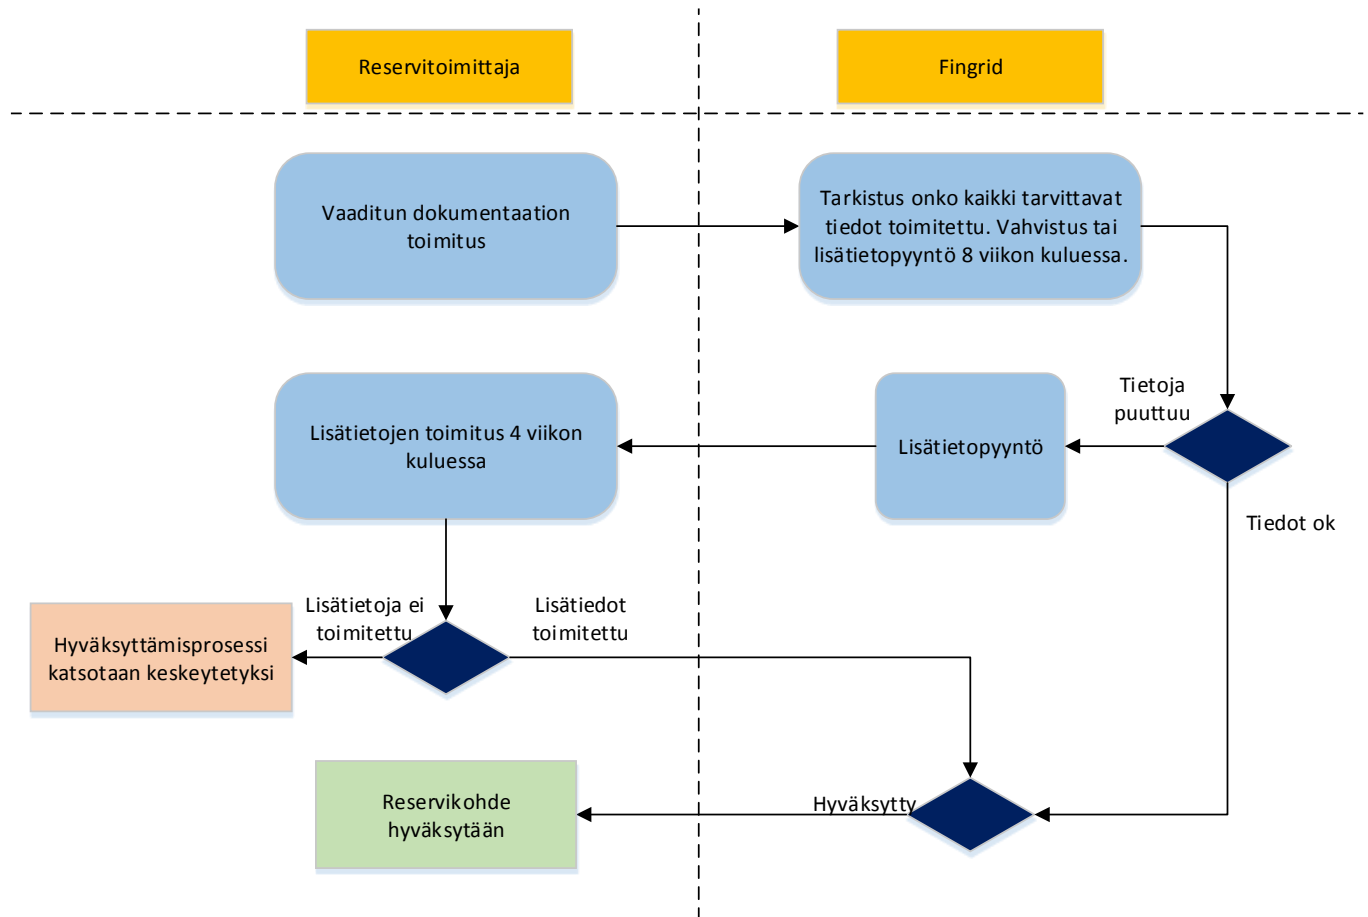 Reservitoimittaja
Fingrid
Vaaditun dokumentaation
toimitus
Tarkistus onko kaikki tarvittavat
tiedot toimitettu. Vahvistus tai
lisätietopyyntö 8 viikon kuluessa.
Tietoja
puuttuu
Lisätietojen toimitus 4 viikon
kuluessa
Lisätietopyyntö
Tiedot ok
Lisätietoja ei
toimitettu
Lisätiedot
toimitettu
Hyväksyttämisprosessi
katsotaan keskeytetyksi
Reservikohde
hyväksytään
Hyväksytty